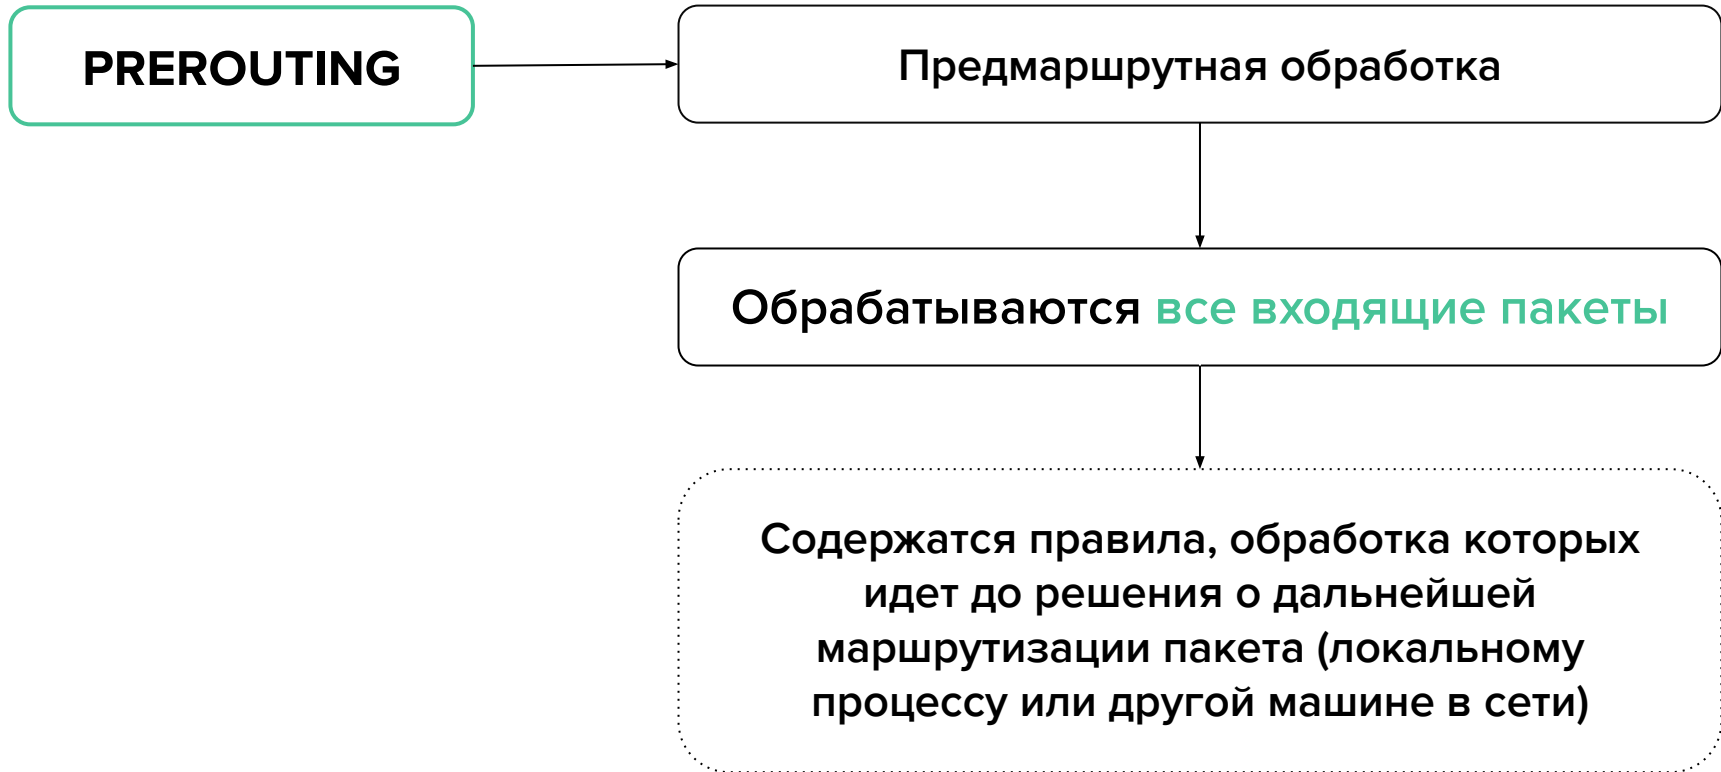 PREROUTING
Предмаршрутная обработка
Обрабатываются все входящие пакеты
Содержатся правила, обработка которых
идет до решения о дальнейшей
маршрутизации пакета (локальному
процессу или другой машине в сети)